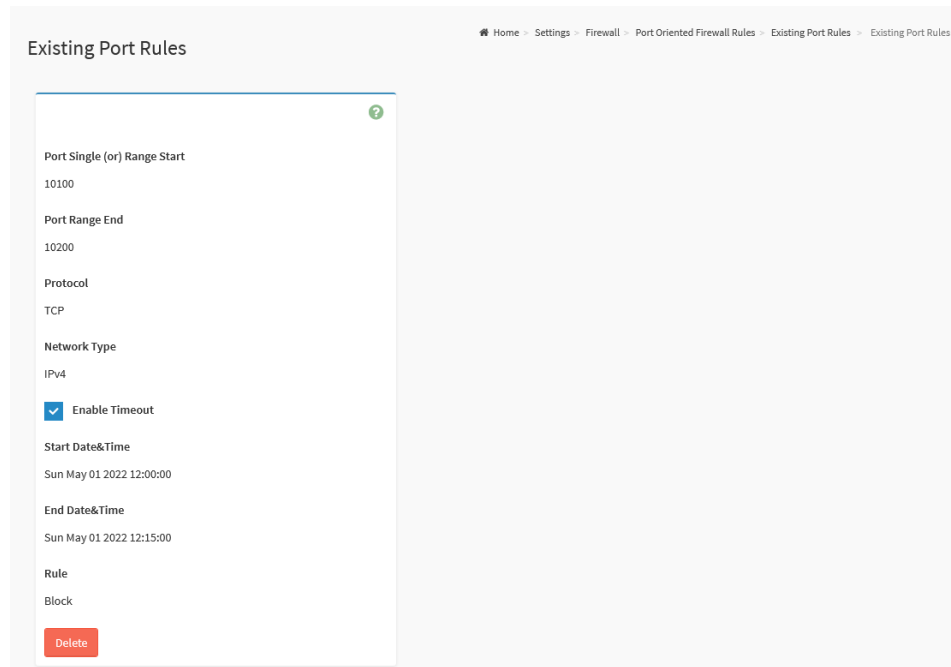 Existing Port Rules
Home > Settings > Firewall > Port Oriented Firewall Rules > Existing Port Rules > Existing Port Rules
?
Port Single (or) Range Start
10100
Port Range End
10200
Protocol
TCP
Network Type
IPv4
Enable Timeout
Start Date&Time
Sun May 01 2022 12:00:00
End Date&Time
Sun May 01 2022 12:15:00
Rule
Block
Delete